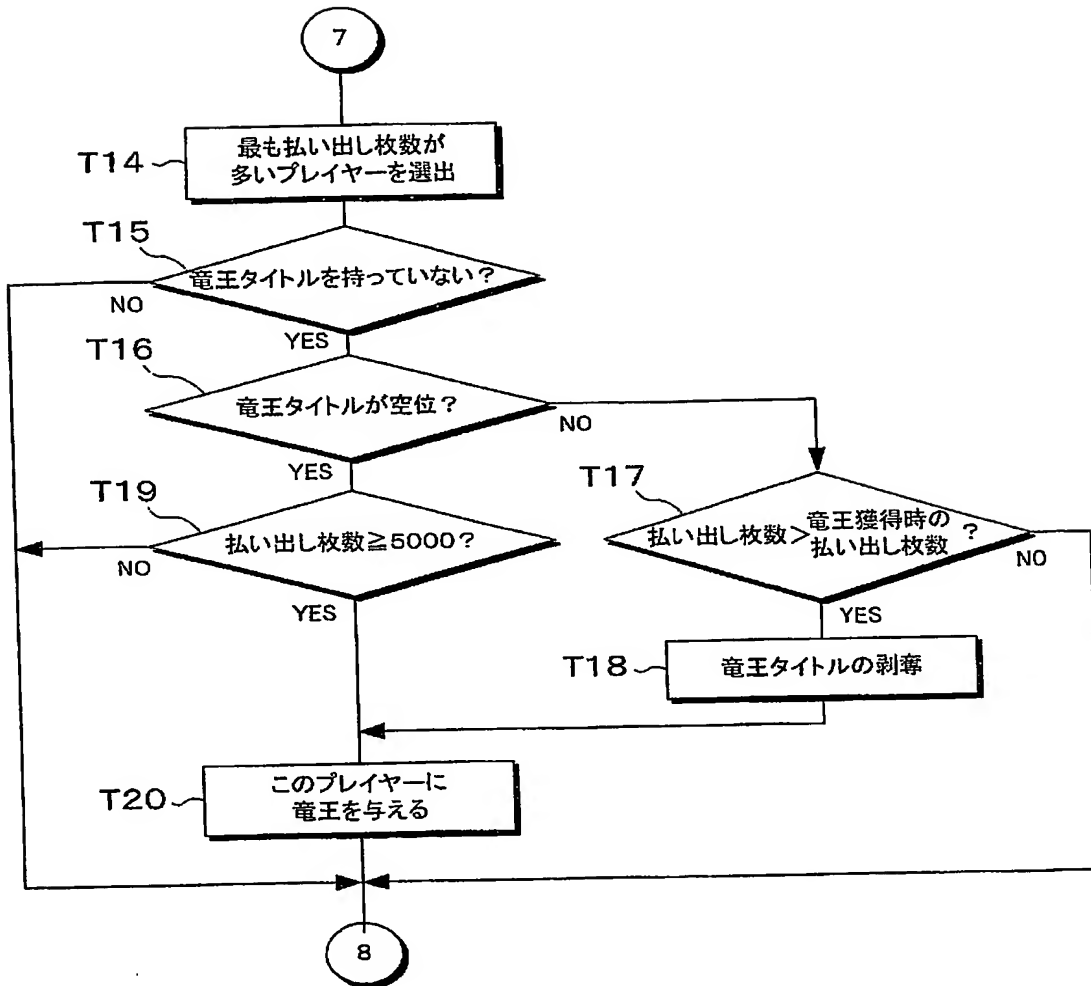 7
T14
最も払い出し枚数が
多いプレイヤーを選出
T15
竜王タイトルを持っていない?
NO
YES
T16
竜王タイトルが空位?
NO
YES
T19
払い出し枚数≧5000?
NO
YES
T17
払い出し枚数>竜王獲得時の
払い出し枚数?
NO
YES
T18
竜王タイトルの剥奪
T20
このプレイヤーに
竜王を与える
8